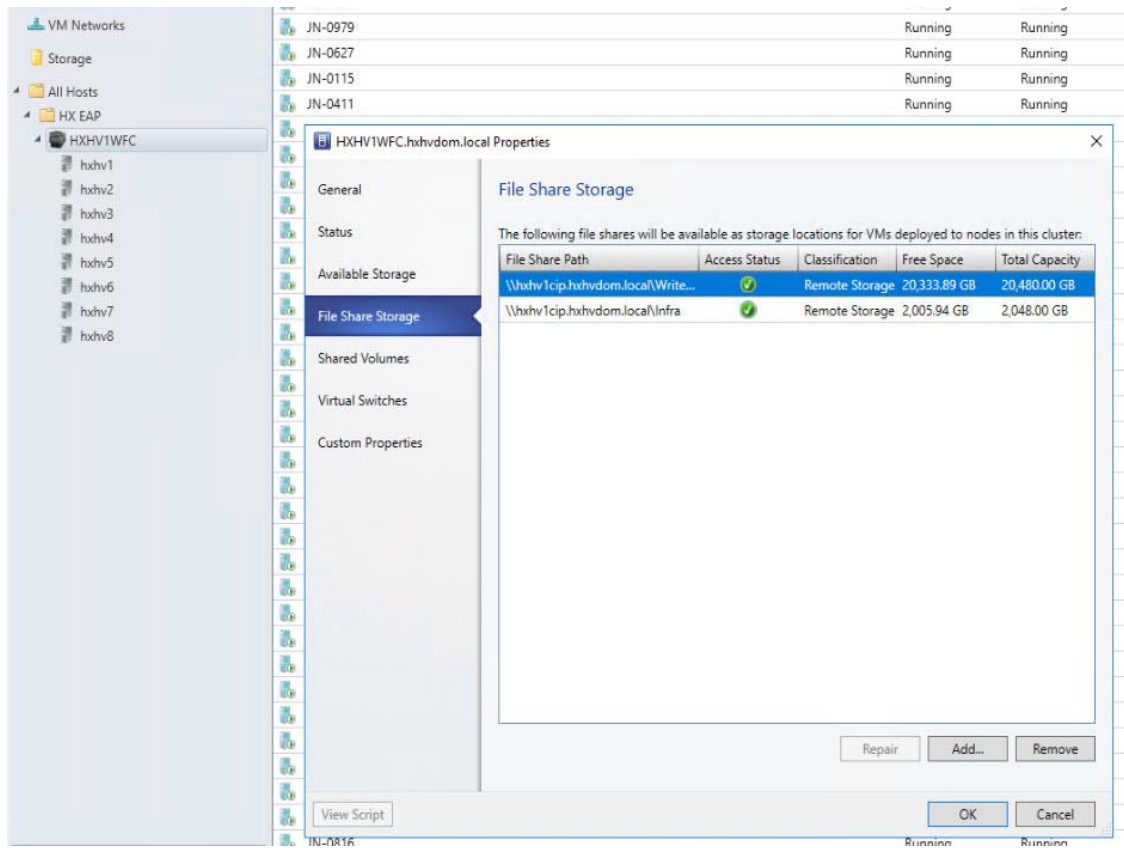 VM Networks
Storage
All Hosts
HX EAP
HXHV1WFC
hxhv1
hxhv2
hxhv3
hxhv4
hxhv5
hxhv6
hxhv7
hxhv8
JN-0979 Running Running
JN-0627 Running Running
JN-0115 Running Running
JN-0411 Running Running
HXHV1WFC.hxhvdom.local Properties
General
Status
Available Storage
File Share Storage
Shared Volumes
Virtual Switches
Custom Properties
File Share Storage
The following file shares will be available as storage locations for VMs deployed to nodes in this cluster:
File Share Path Access Status Classification Free Space Total Capacity
\\hxhv1cip.hxhvdom.local\Write... Remote Storage 20,333.89 GB 20,480.00 GB
\\hxhv1cip.hxhvdom.local\Infra Remote Storage 2,005.94 GB 2,048.00 GB
Repair Add... Remove
View Script OK Cancel
JN-0816 Running Running